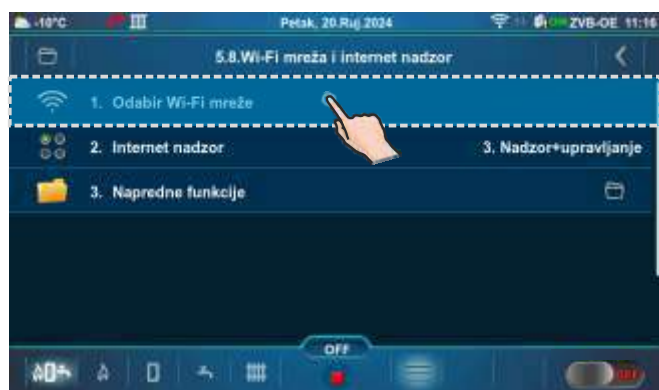 -10°C Petak, 20.Ruj.2024 ZVB-OE 11:16
5.8.Wi-Fi mreža i internet nadzor
1. Odabir Wi-Fi mreže
2. Internet nadzor 3. Nadzor+upravljanje
3. Napredne funkcije
OFF
OFF